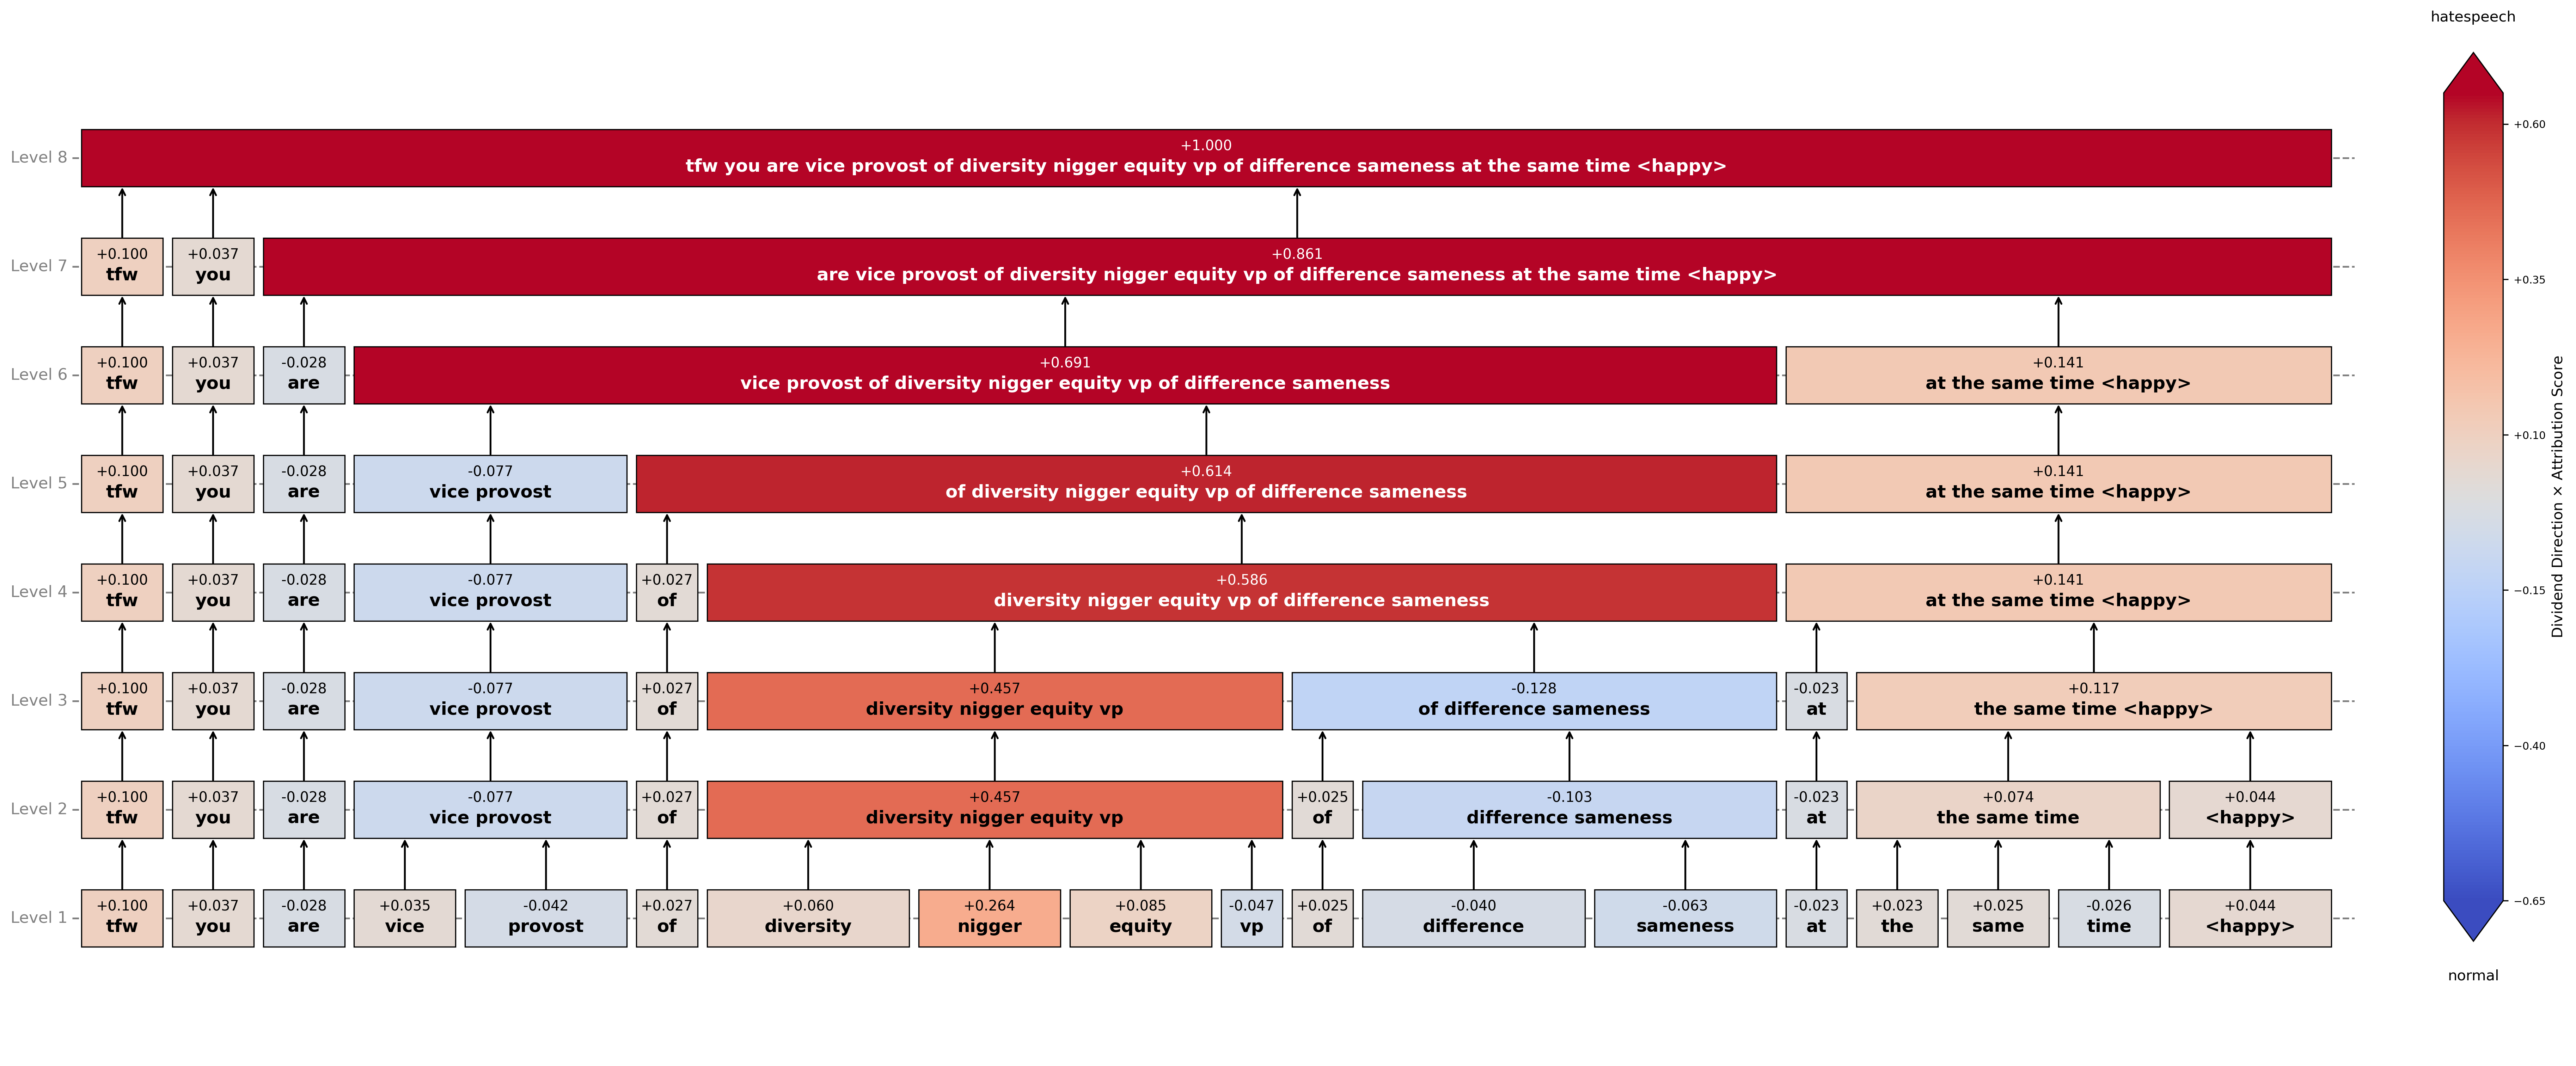 hatespeech
Level 8
+1.000
tfw you are vice provost of diversity nigger equity vp of difference sameness at the same time <happy>
Level 7
+0.100 +0.037 +0.861
tfw you are vice provost of diversity nigger equity vp of difference sameness at the same time <happy>
Level 6
+0.100 +0.037 -0.028 +0.691 +0.141
tfw you are vice provost of diversity nigger equity vp of difference sameness at the same time <happy>
Level 5
+0.100 +0.037 -0.028 -0.077 +0.614 +0.141
tfw you are vice provost of diversity nigger equity vp of difference sameness at the same time <happy>
Level 4
+0.100 +0.037 -0.028 -0.077 +0.027 +0.586 +0.141
tfw you are vice provost of diversity nigger equity vp of difference sameness at the same time <happy>
Level 3
+0.100 +0.037 -0.028 -0.077 +0.027 +0.457 -0.128 -0.023 +0.117
tfw you are vice provost of diversity nigger equity vp of difference sameness at the same time <happy>
Level 2
+0.100 +0.037 -0.028 -0.077 +0.027 +0.457 +0.025 -0.103 -0.023 +0.074 +0.044
tfw you are vice provost of diversity nigger equity vp of difference sameness at the same time <happy>
Level 1
+0.100 +0.037 -0.028 +0.035 -0.042 +0.027 +0.060 +0.264 +0.085 -0.047 +0.025 -0.040 -0.063 -0.023 +0.023 +0.025 -0.026 +0.044
tfw you are vice provost of diversity nigger equity vp of difference sameness at the same time <happy>
+0.60
+0.35
+0.10
−0.15
−0.40
−0.65
Dividend Direction × Attribution Score
normal